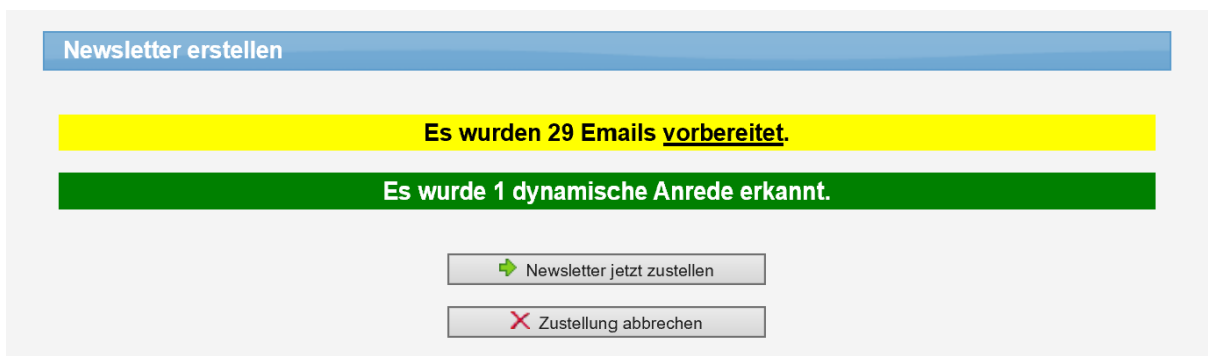 Newsletter erstellen
Es wurden 29 Emails vorbereitet.
Es wurde 1 dynamische Anrede erkannt.
Newsletter jetzt zustellen
Zustellung abbrechen